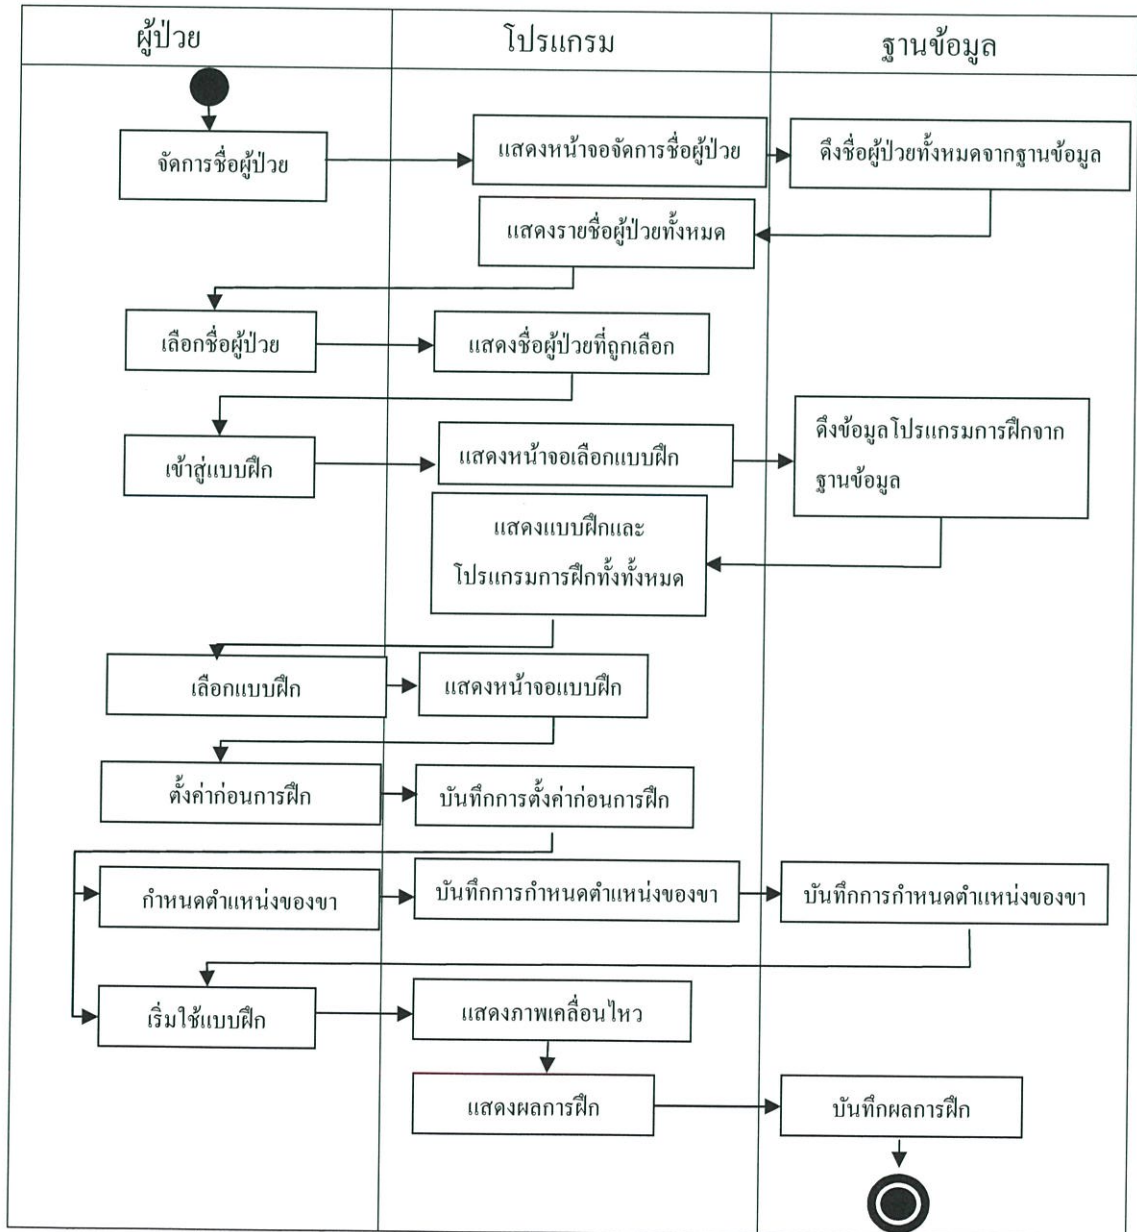 ผู้ป่วย
โปรแกรม
ฐานข้อมูล
จัดการชื่อผู้ป่วย
แสดงหน้าจอจัดการชื่อผู้ป่วย
ดึงชื่อผู้ป่วยทั้งหมดจากฐานข้อมูล
แสดงรายชื่อผู้ป่วยทั้งหมด
เลือกชื่อผู้ป่วย
แสดงชื่อผู้ป่วยที่ถูกเลือก
เข้าสู่แบบฝึก
แสดงหน้าจอเลือกแบบฝึก
ดึงข้อมูลโปรแกรมการฝึกจาก
ฐานข้อมูล
แสดงแบบฝึกและ
โปรแกรมการฝึกทั้งทั้งหมด
เลือกแบบฝึก
แสดงหน้าจอแบบฝึก
ตั้งค่าก่อนการฝึก
บันทึกการตั้งค่าก่อนการฝึก
กำหนดตำแหน่งของขา
บันทึกการกำหนดตำแหน่งของขา
บันทึกการกำหนดตำแหน่งของขา
เริ่มใช้แบบฝึก
แสดงภาพเคลื่อนไหว
แสดงผลการฝึก
บันทึกผลการฝึก